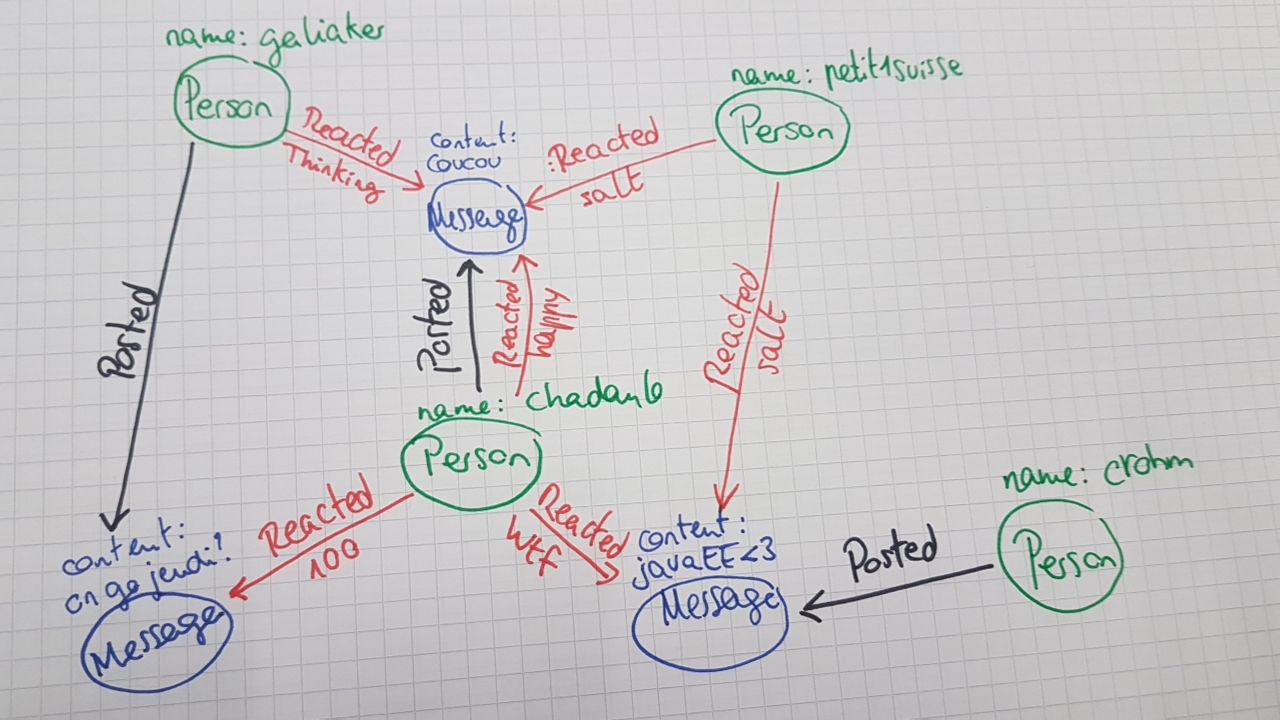 name: galiaker
Person
name: petit1suisse
Person
Reacted
Thinking
content:
coucou
Message
:Reacted
salt
Posted
Posted
Reacted
happy
Reacted
salt
name: chadanlo
Person
name: crohm
Person
Reacted
100
Reacted
wtf
content:
on go jeudi?
Message
content:
javaEE<3
Message
Posted